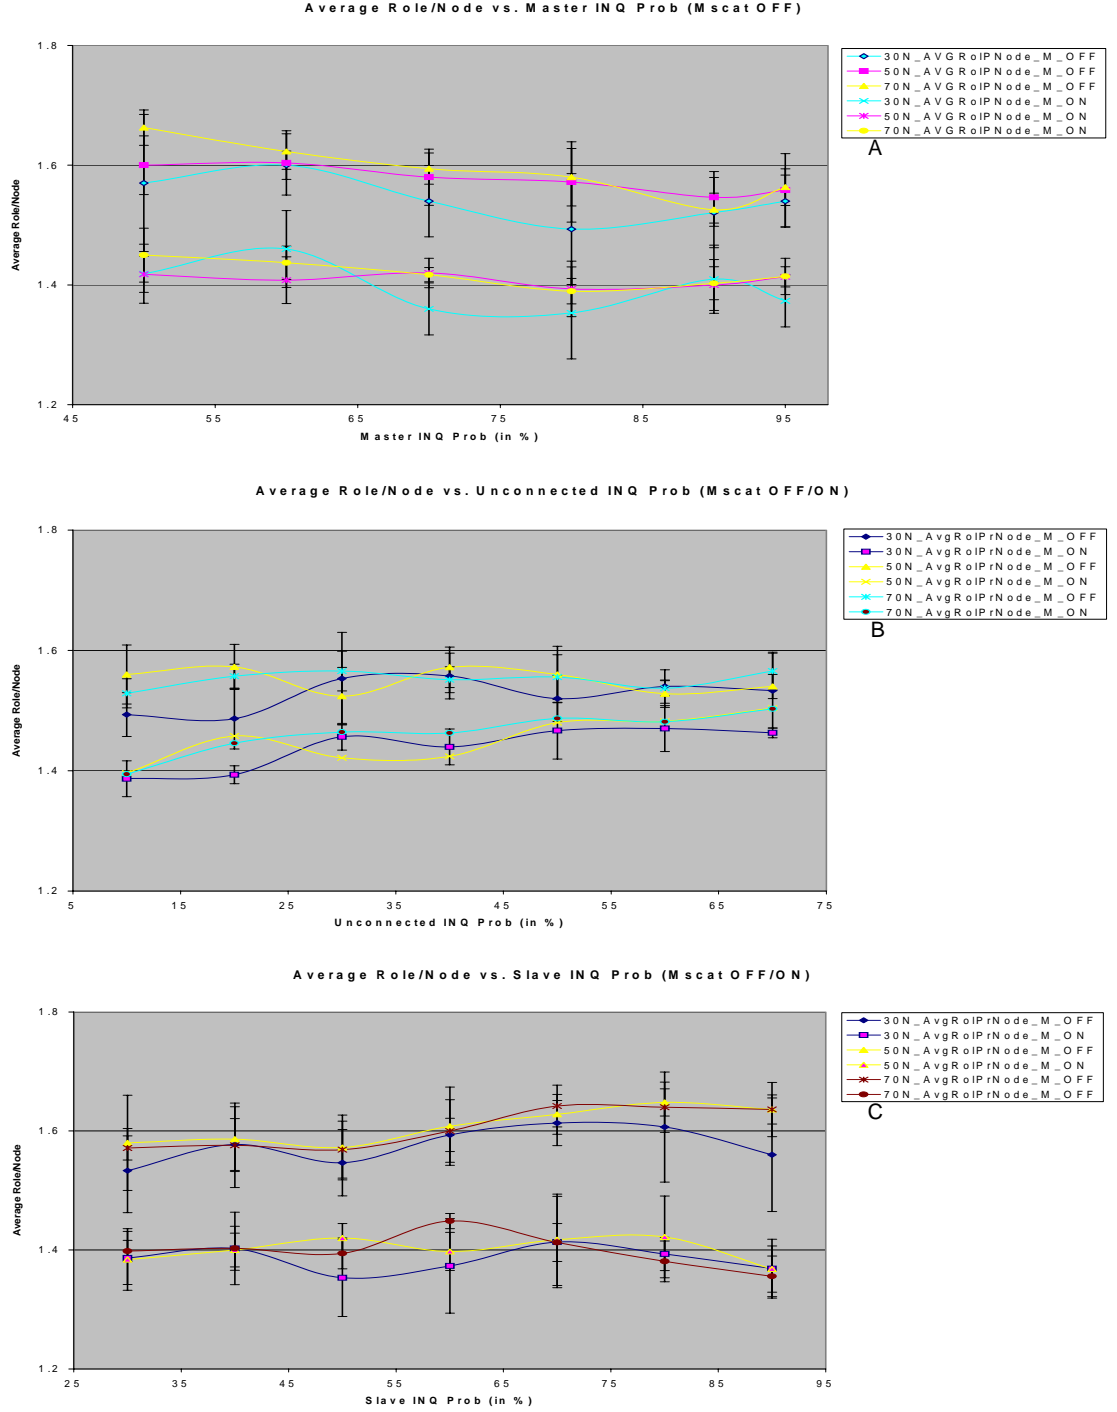 Average Role/Node vs. Master INQ Prob (Mscat OFF)
1.8
1.6
1.4
1.2
Average Role/Node
45 55 65 75 85 95
Master INQ Prob (in %)
30N_AVGRolPNode_M_OFF
50N_AVGRolPNode_M_OFF
70N_AVGRolPNode_M_OFF
30N_AVGRolPNode_M_ON
50N_AVGRolPNode_M_ON
70N_AVGRolPNode_M_ON
A
Average Role/Node vs. Unconnected INQ Prob (Mscat OFF/ON)
1.8
1.6
1.4
1.2
Average Role/Node
5 15 25 35 45 55 65 75
Unconnected INQ Prob (in %)
30N_AvgRolPrNode_M_OFF
30N_AvgRolPrNode_M_ON
50N_AvgRolPrNode_M_OFF
50N_AvgRolPrNode_M_ON
70N_AvgRolPrNode_M_OFF
70N_AvgRolPrNode_M_ON
B
Average Role/Node vs. Slave INQ Prob (Mscat OFF/ON)
1.8
1.6
1.4
1.2
Average Role/Node
25 35 45 55 65 75 85 95
Slave INQ Prob (in %)
30N_AvgRolPrNode_M_OFF
30N_AvgRolPrNode_M_ON
50N_AvgRolPrNode_M_OFF
50N_AvgRolPrNode_M_ON
70N_AvgRolPrNode_M_OFF
70N_AvgRolPrNode_M_OFF
C